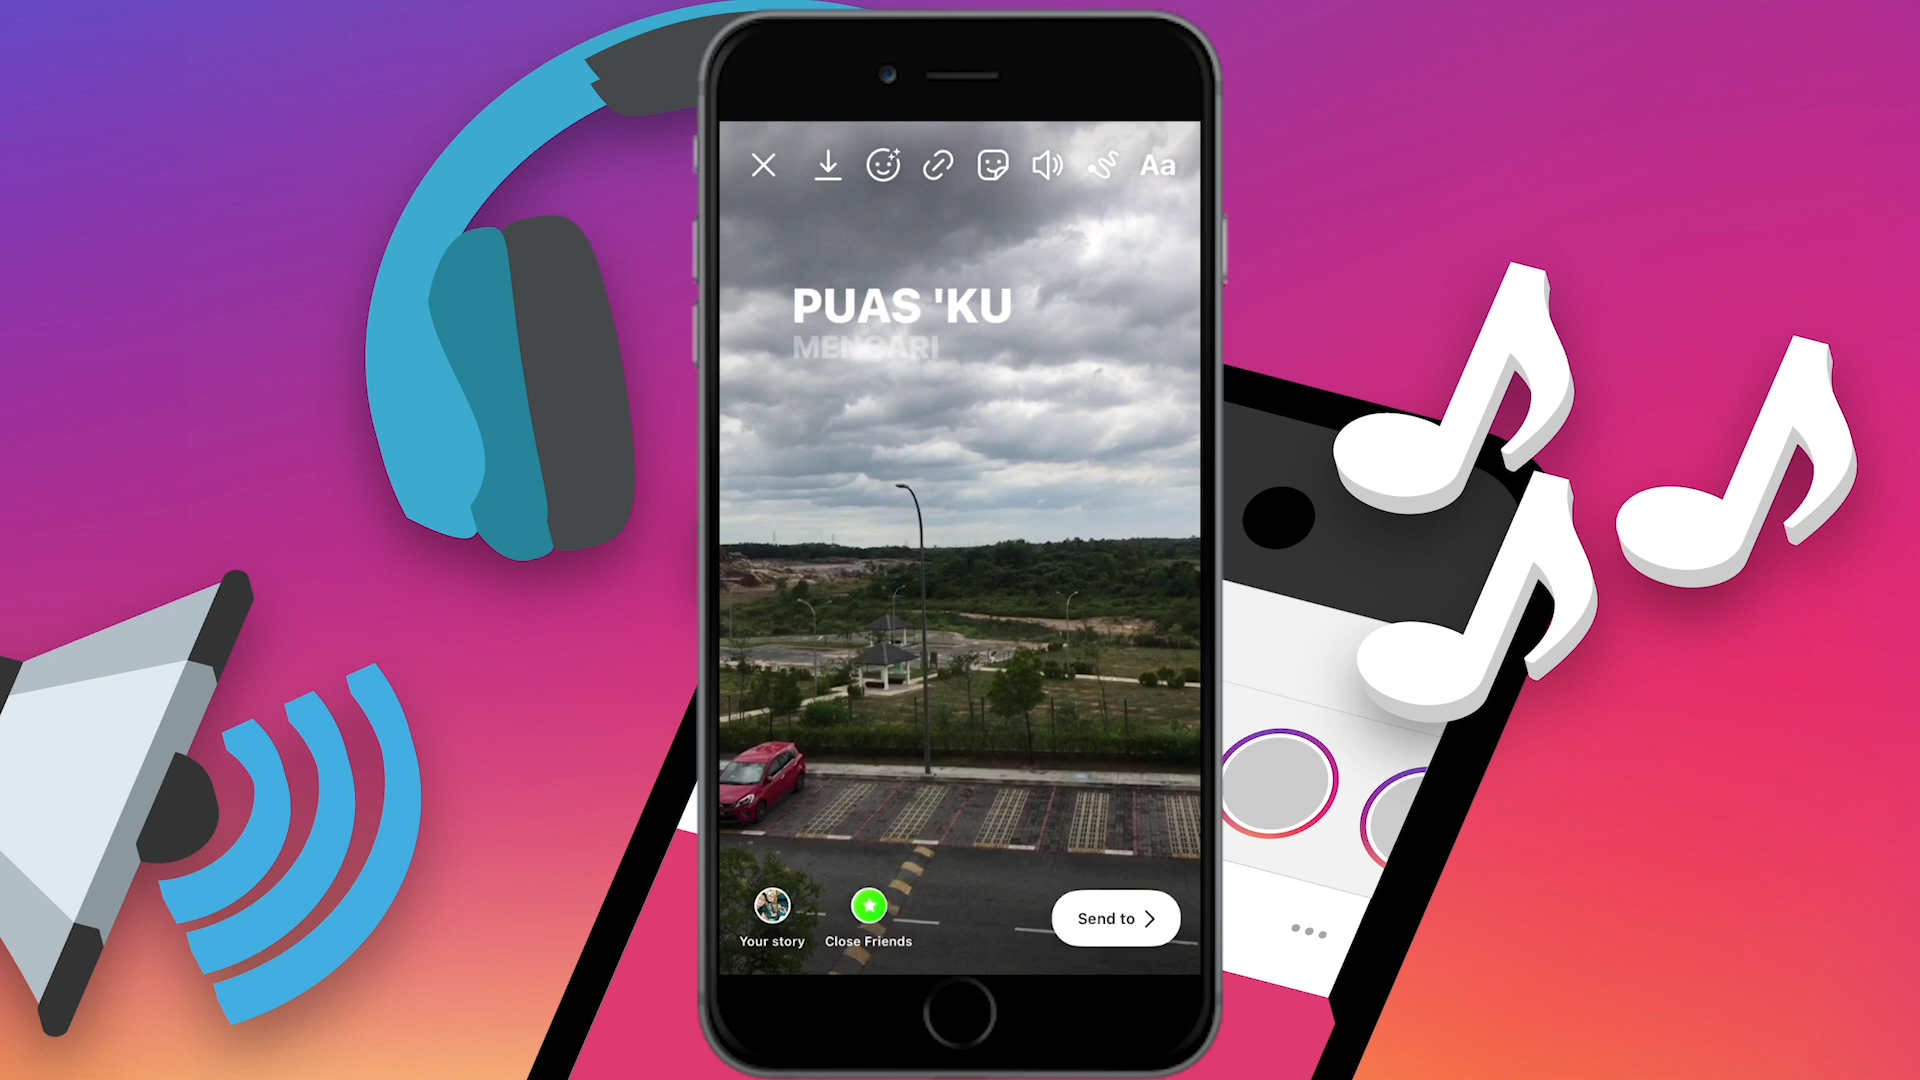 Aa
PUAS 'KU
MENCARI
Your story
Close Friends
Send to